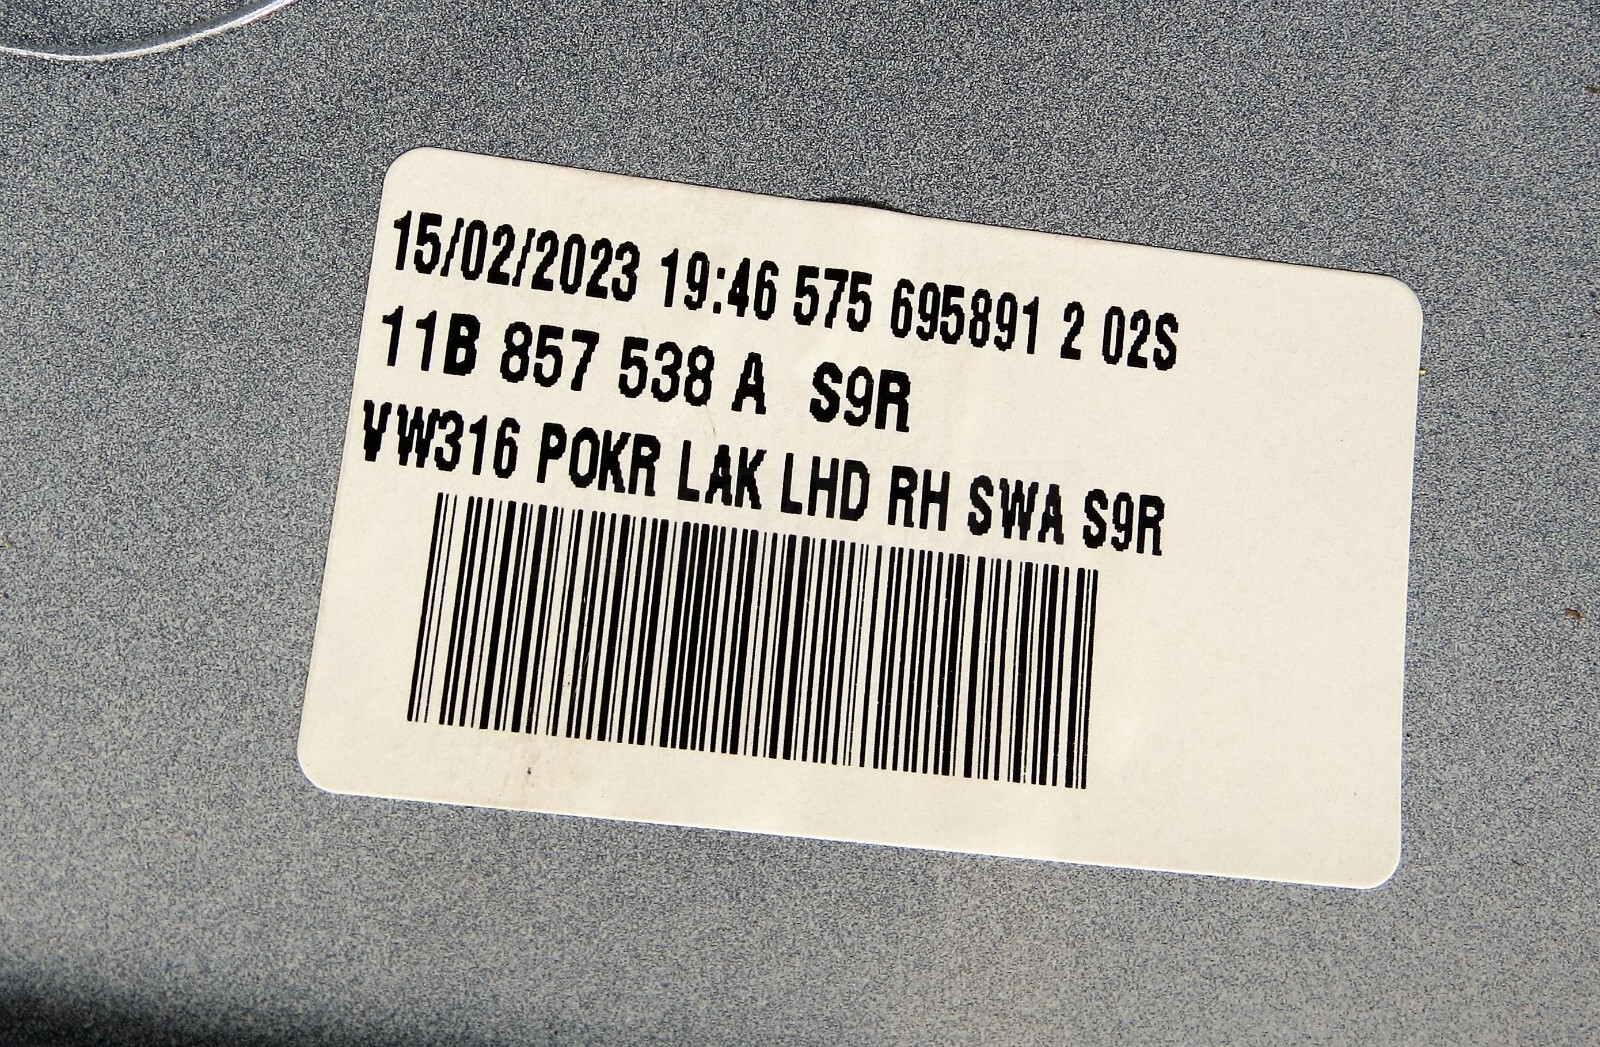 15/02/2023 19:46 575 695891 2 02S
11B 857 538 A S9R
VW316 POKR LAK LHD RH SWA S9R